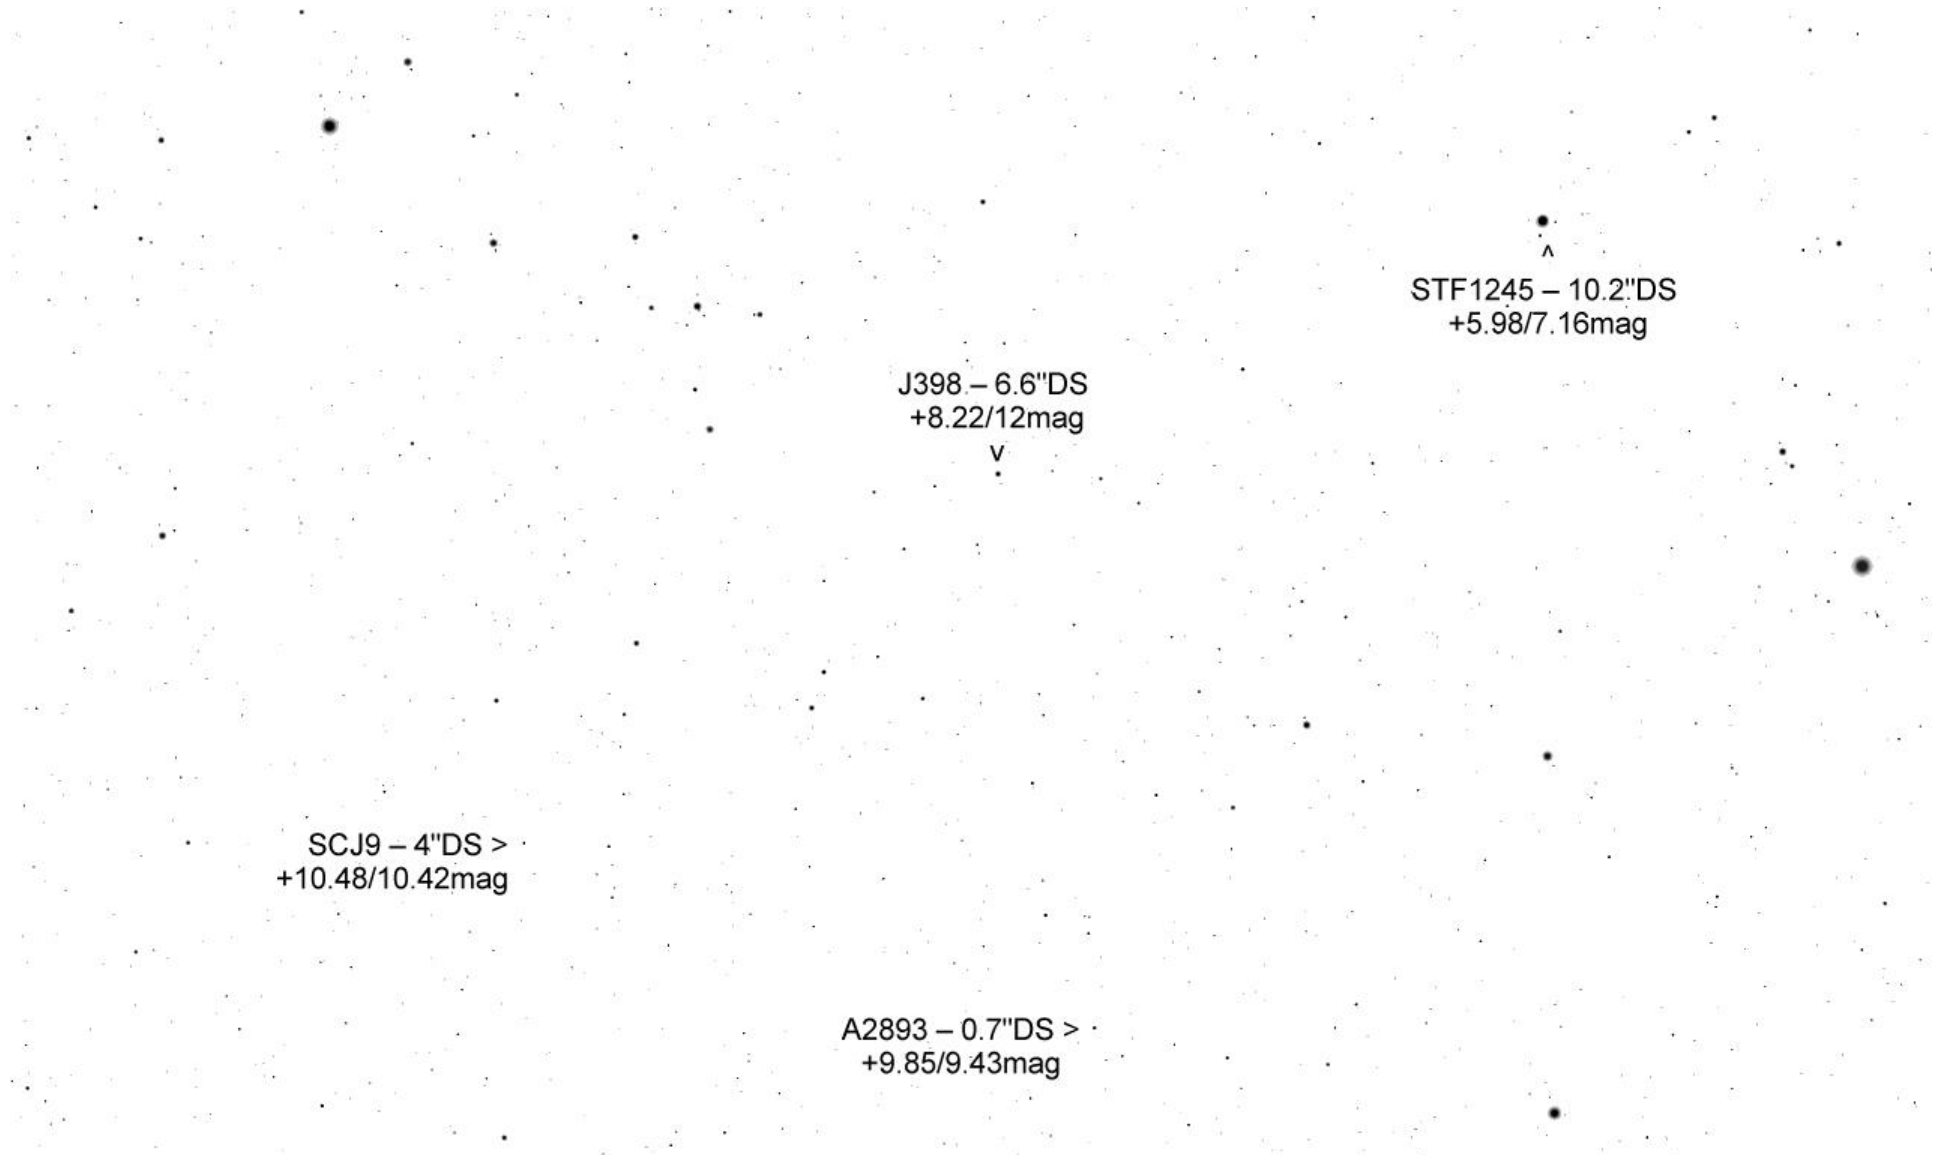 STF1245 – 10.2"DS
+5.98/7.16mag
J398 – 6.6"DS
+8.22/12mag
SCJ9 – 4"DS >
+10.48/10.42mag
A2893 – 0.7"DS >
+9.85/9.43mag